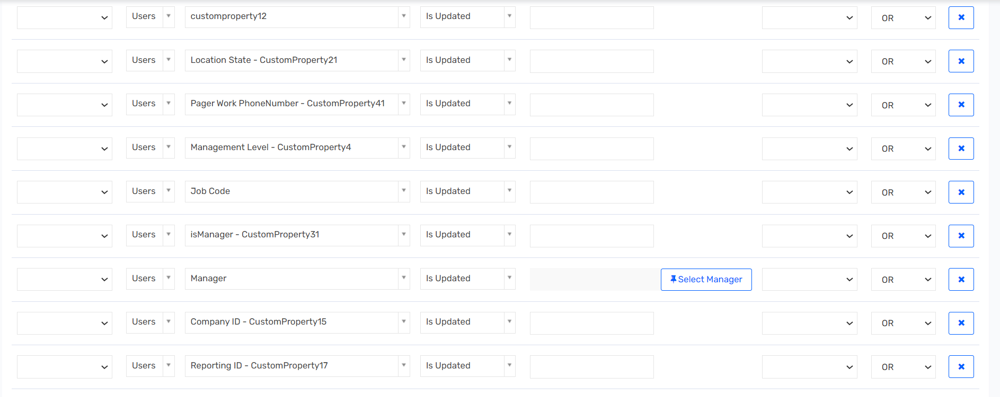 Users customproperty12 Is Updated OR
Users Location State - CustomProperty21 Is Updated OR
Users Pager Work PhoneNumber - CustomProperty41 Is Updated OR
Users Management Level - CustomProperty4 Is Updated OR
Users Job Code Is Updated OR
Users isManager - CustomProperty31 Is Updated OR
Users Manager Is Updated Select Manager OR
Users Company ID - CustomProperty15 Is Updated OR
Users Reporting ID - CustomProperty17 Is Updated OR